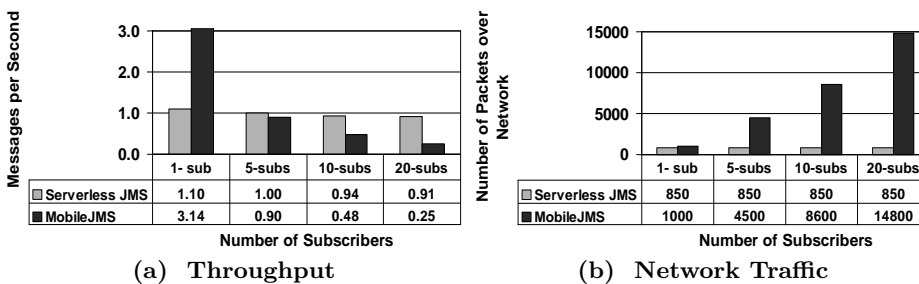 Messages per Second
3.0
2.0
1.0
0.0
1- sub 5-subs 10-subs 20-subs
Serverless JMS 1.10 1.00 0.94 0.91
MobileJMS 3.14 0.90 0.48 0.25
Number of Subscribers
(a) Throughput
Number of Packets over
Network
15000
10000
5000
0
1- sub 5-subs 10-subs 20-subs
Serverless JMS 850 850 850 850
MobileJMS 1000 4500 8600 14800
Number of Subscribers
(b) Network Traffic